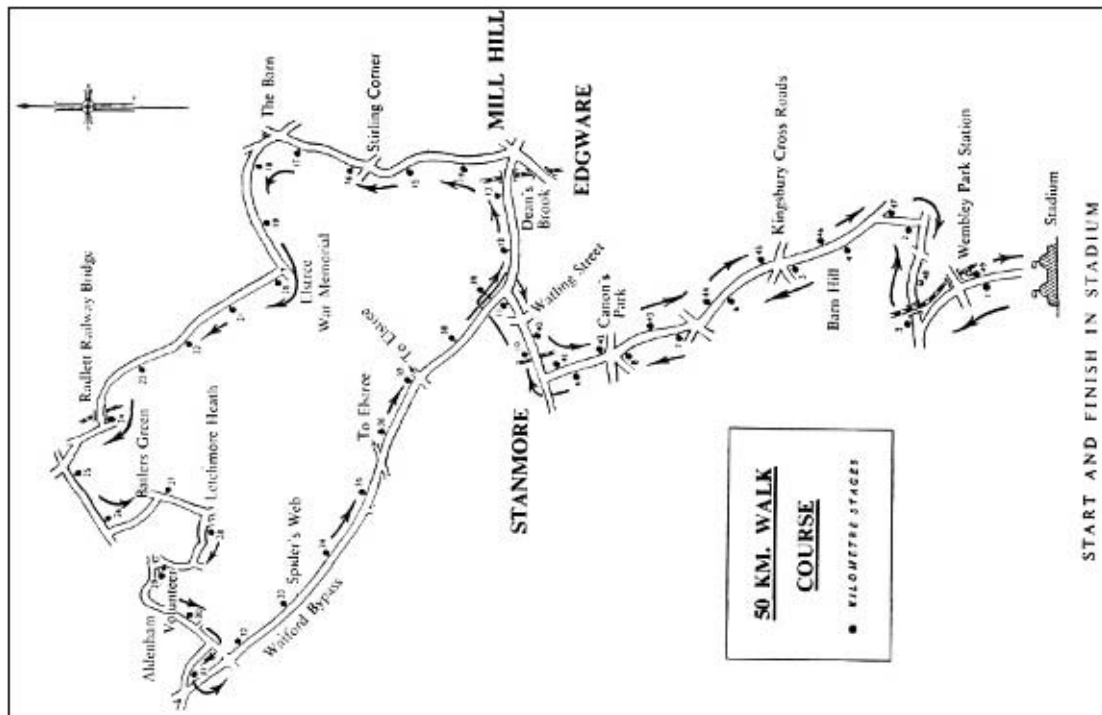 The Barn
Stirling Corner
MILL HILL
EDGWARE
Dean's
Brook
Radlett Railway Bridge
Elstree
War Memorial
Batlers Green
Letchmore Heath
Aldenham
Volunteer
Spider's Web
Watford Bypass
To Elstree
To Elstree
STANMORE
Watling Street
Canon's
Park
Kingsbury Cross Roads
Barn Hill
Wembley Park Station
Stadium
50 KM. WALK
COURSE
KILOMETRE STAGES
START AND FINISH IN STADIUM